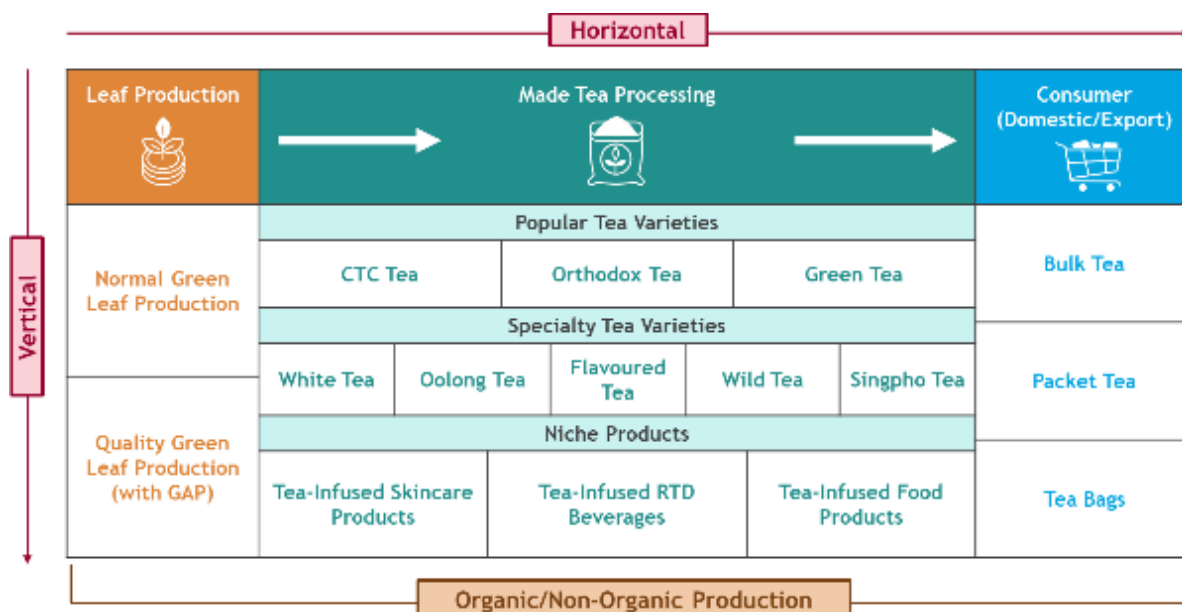 Horizontal
Vertical
Leaf Production
Made Tea Processing
Consumer
(Domestic/Export)
Normal Green
Leaf Production
Quality Green
Leaf Production
(with GAP)
Popular Tea Varieties
CTC Tea
Orthodox Tea
Green Tea
Specialty Tea Varieties
White Tea
Oolong Tea
Flavoured
Tea
Wild Tea
Singpho Tea
Niche Products
Tea-Infused Skincare
Products
Tea-Infused RTD
Beverages
Tea-Infused Food
Products
Bulk Tea
Packet Tea
Tea Bags
Organic/Non-Organic Production